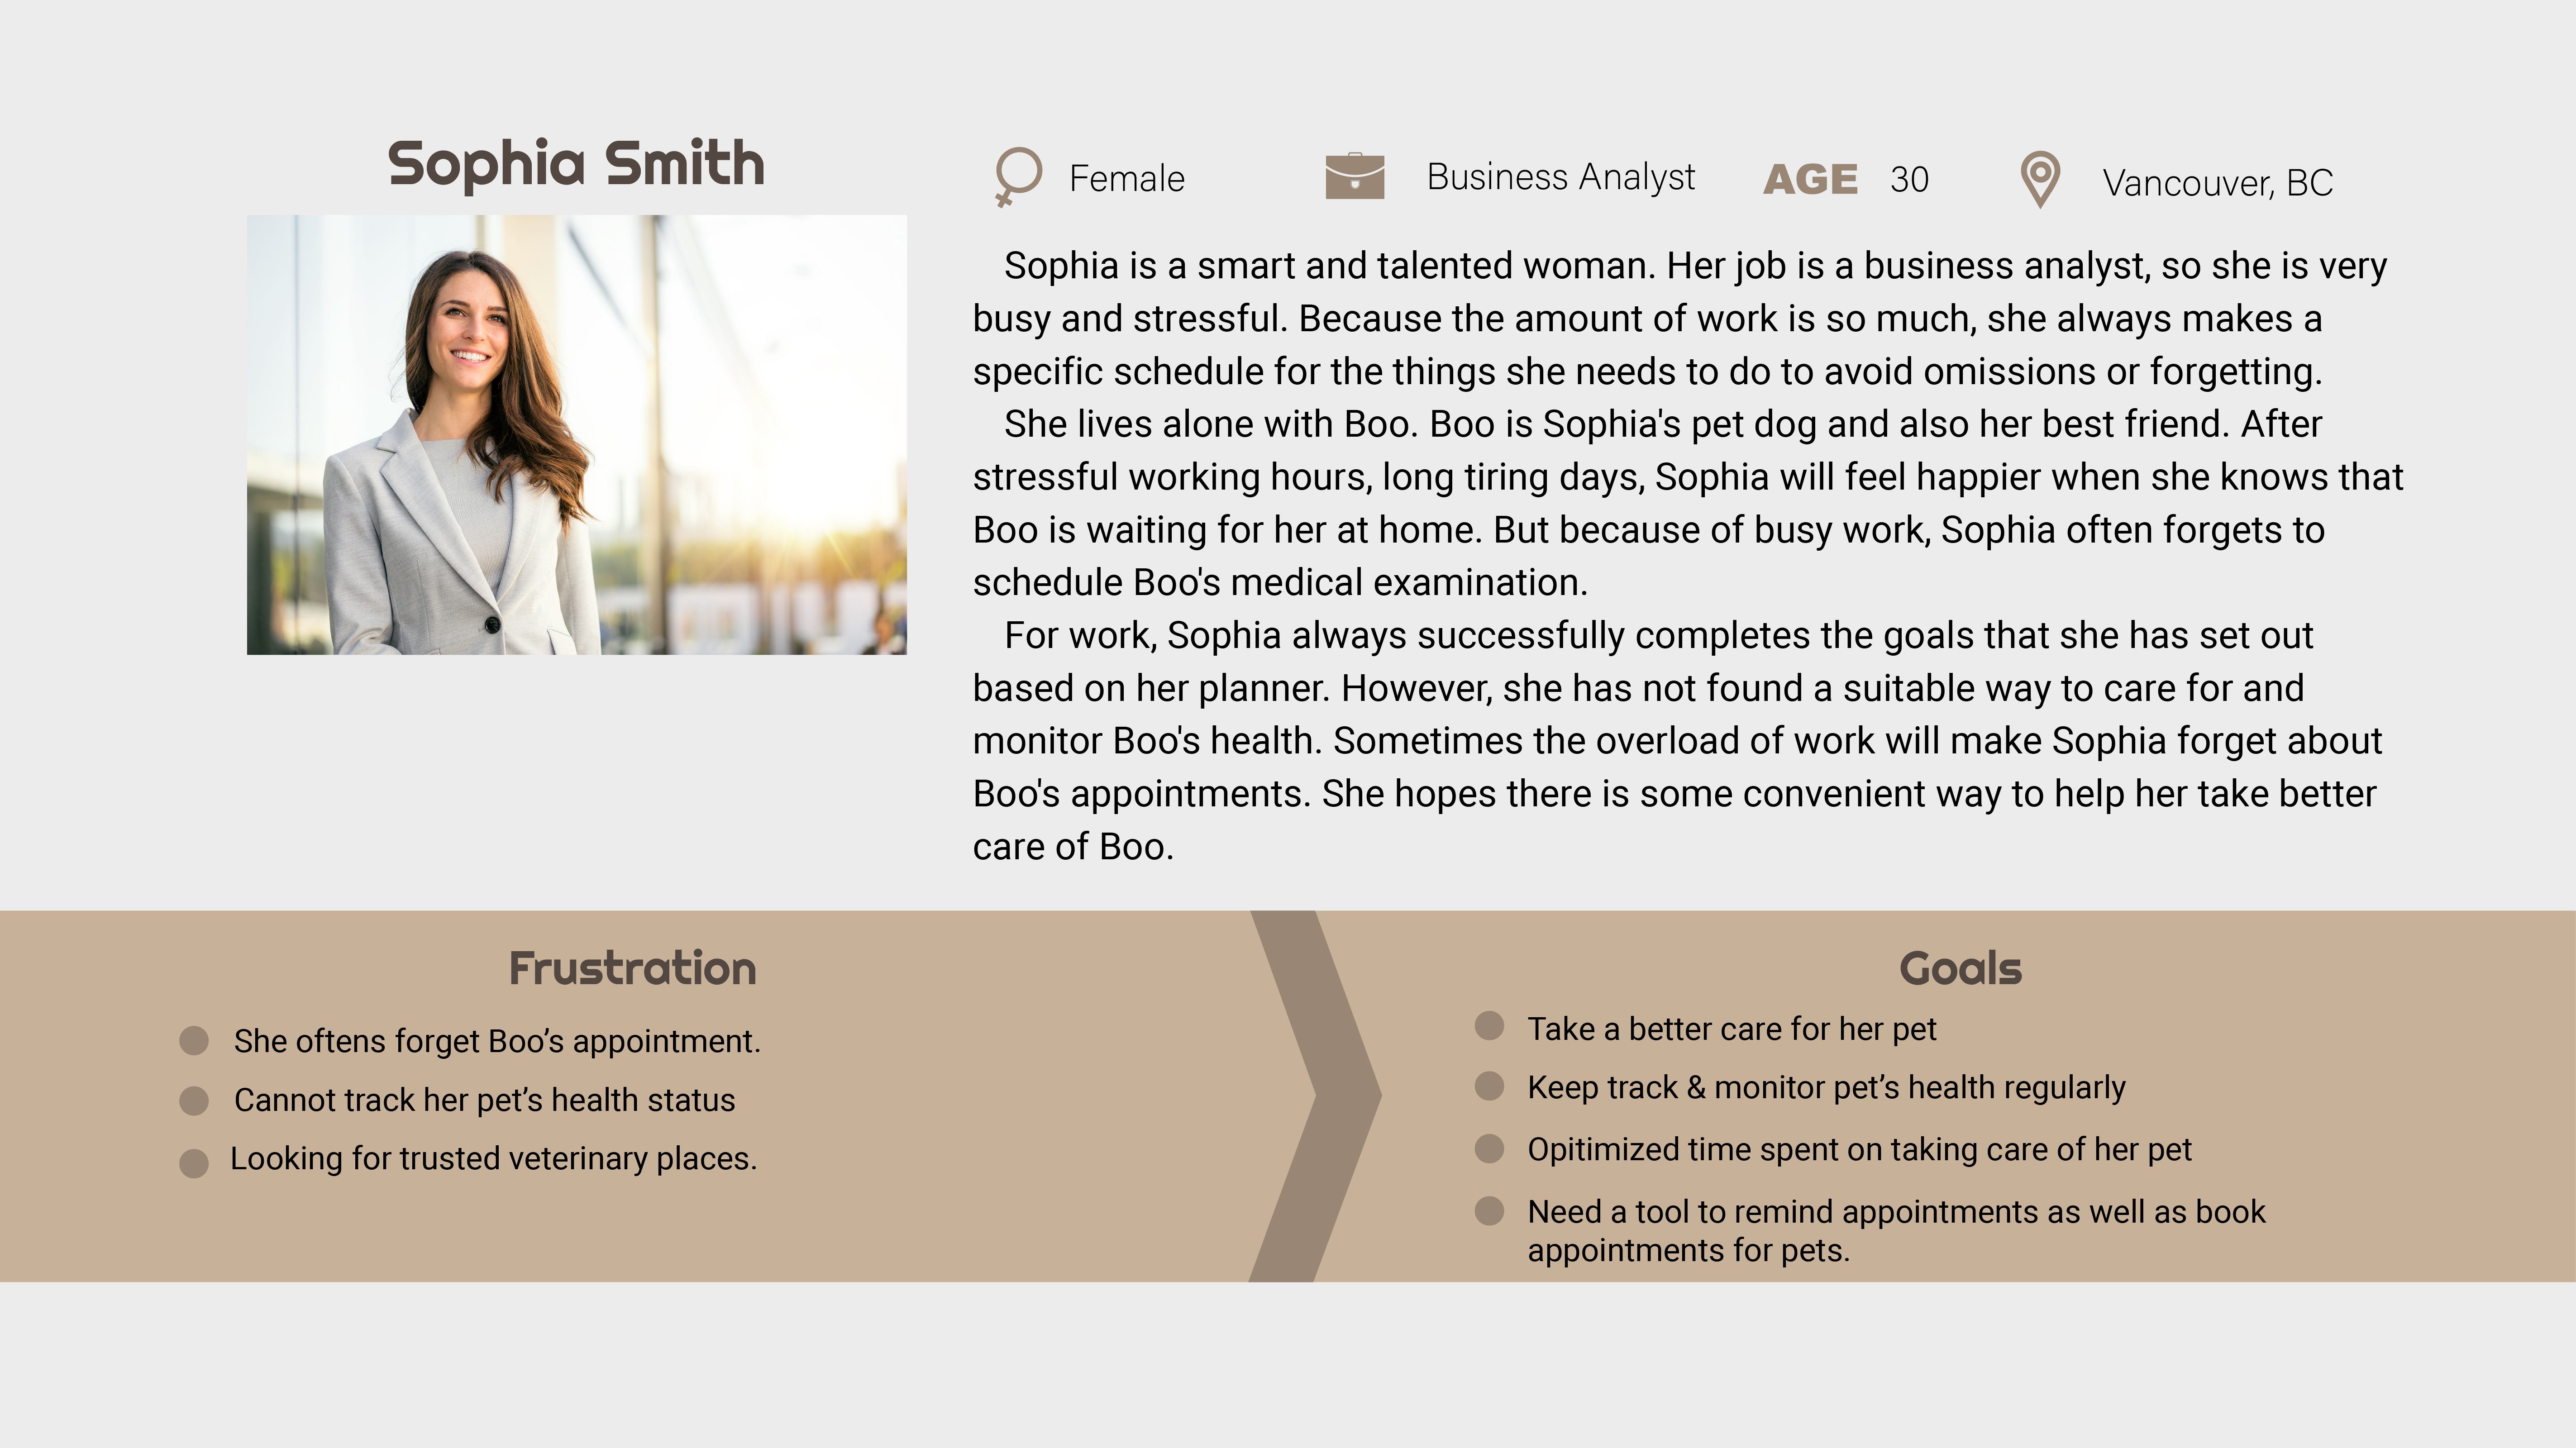 Sophia Smith
Female
Business Analyst
AGE 30
Vancouver, BC
Sophia is a smart and talented woman. Her job is a business analyst, so she is very
busy and stressful. Because the amount of work is so much, she always makes a
specific schedule for the things she needs to do to avoid omissions or forgetting.
She lives alone with Boo. Boo is Sophia's pet dog and also her best friend. After
stressful working hours, long tiring days, Sophia will feel happier when she knows that
Boo is waiting for her at home. But because of busy work, Sophia often forgets to
schedule Boo's medical examination.
For work, Sophia always successfully completes the goals that she has set out
based on her planner. However, she has not found a suitable way to care for and
monitor Boo's health. Sometimes the overload of work will make Sophia forget about
Boo's appointments. She hopes there is some convenient way to help her take better
care of Boo.
Frustration
She oftens forget Boo’s appointment.
Cannot track her pet’s health status
Looking for trusted veterinary places.
Goals
Take a better care for her pet
Keep track & monitor pet’s health regularly
Opitimized time spent on taking care of her pet
Need a tool to remind appointments as well as book
appointments for pets.